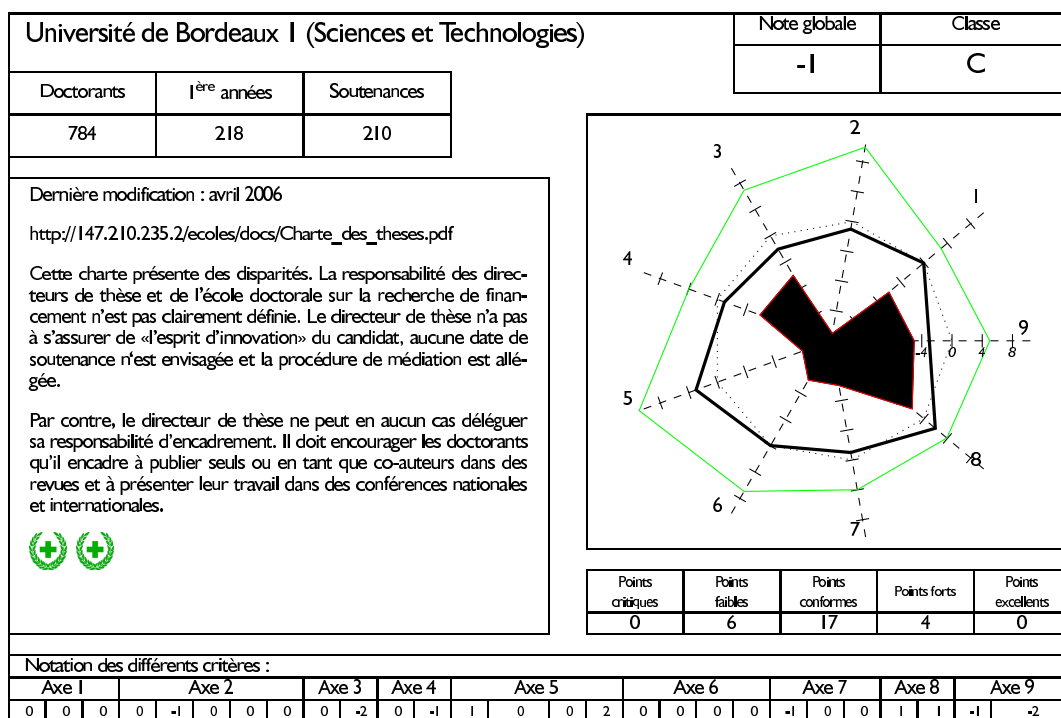 Université de Bordeaux 1 (Sciences et Technologies)
Note globale Classe
-1 C
Doctorants 1ère années Soutenances
784 218 210
Dernière modification : avril 2006
http://147.210.235.2/ecoles/docs/Charte_des_theses.pdf
Cette charte présente des disparités. La responsabilité des direc-
teurs de thèse et de l'école doctorale sur la recherche de finan-
cement n'est pas clairement définie. Le directeur de thèse n'a pas
à s'assurer de «l'esprit d'innovation» du candidat, aucune date de
soutenance n'est envisagée et la procédure de médiation est allé-
gée.
Par contre, le directeur de thèse ne peut en aucun cas déléguer
sa responsabilité d'encadrement. Il doit encourager les doctorants
qu'il encadre à publier seuls ou en tant que co-auteurs dans des
revues et à présenter leur travail dans des conférences nationales
et internationales.
2
3
1
4
9
-4 0 4 8
5
8
6
7
Points critiques Points faibles Points conformes Points forts Points excellents
0 6 17 4 0
Notation des différents critères :
Axe 1 Axe 2 Axe 3 Axe 4 Axe 5 Axe 6 Axe 7 Axe 8 Axe 9
0 0 0 0 -1 0 0 0 0 -2 0 -1 1 0 0 2 0 0 0 0 -1 0 0 1 1 -1 -2